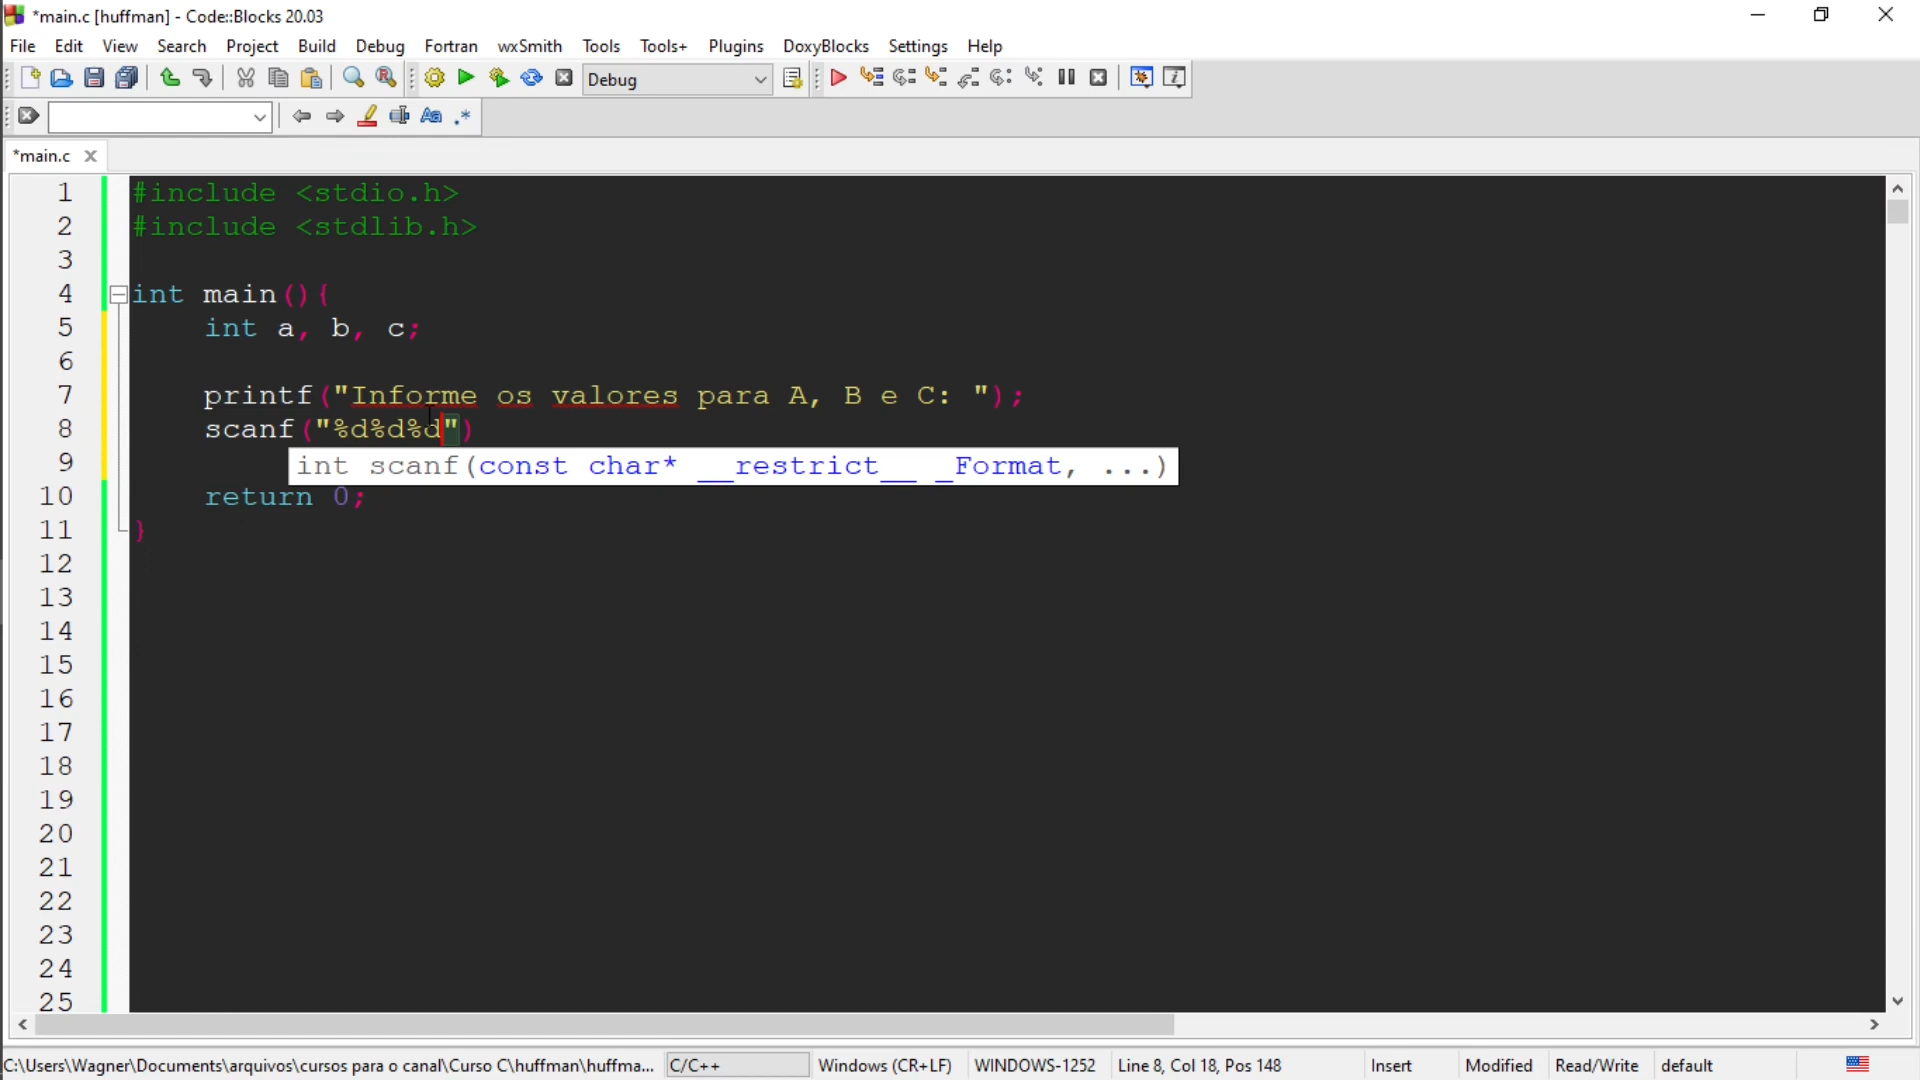 *main.c [huffman] - Code::Blocks 20.03
File Edit View Search Project Build Debug Fortran wxSmith Tools Tools+ Plugins DoxyBlocks Settings Help
Debug
*main.c
1 #include <stdio.h>
2 #include <stdlib.h>
3
4 int main(){
5 int a, b, c;
6
7 printf("Informe os valores para A, B e C: ");
8 scanf("%d%d%d")
9 int scanf(const char* __restrict__ _Format, ...)
10 return 0;
11 }
12
13
14
15
16
17
18
19
20
21
22
23
24
25
C:\Users\Wagner\Documents\arquivos\cursos para o canal\Curso C\huffman\huffma... C/C++ Windows (CR+LF) WINDOWS-1252 Line 8, Col 18, Pos 148 Insert Modified Read/Write default